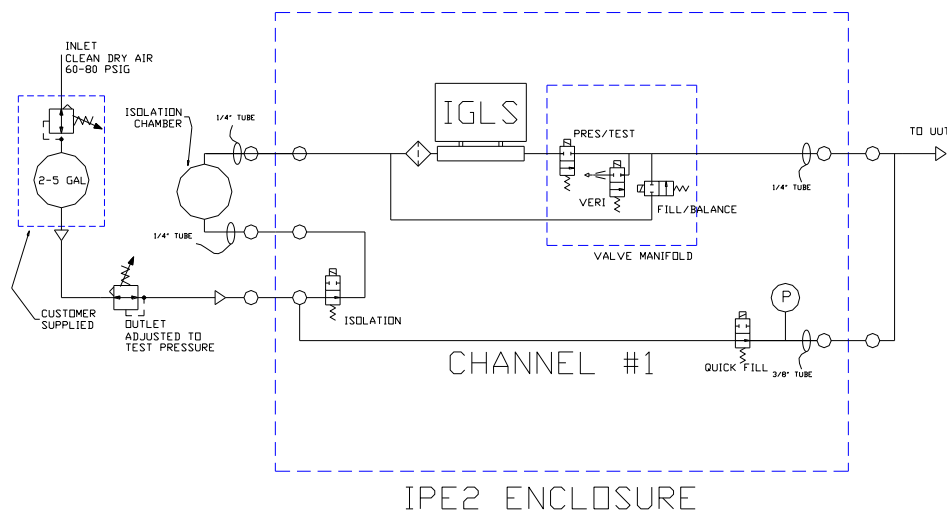 INLET
CLEAN DRY AIR
60-80 PSIG
ISOLATION
CHAMBER
1/4" TUBE
IGLS
PRES/TEST
TO UUT
2-5 GAL
VERI
FILL/BALANCE
1/4" TUBE
1/4" TUBE
VALVE MANIFOLD
P
CUSTOMER
SUPPLIED
OUTLET
ADJUSTED TO
TEST PRESSURE
ISOLATION
CHANNEL #1
QUICK FILL
3/8" TUBE
IPE2 ENCLOSURE